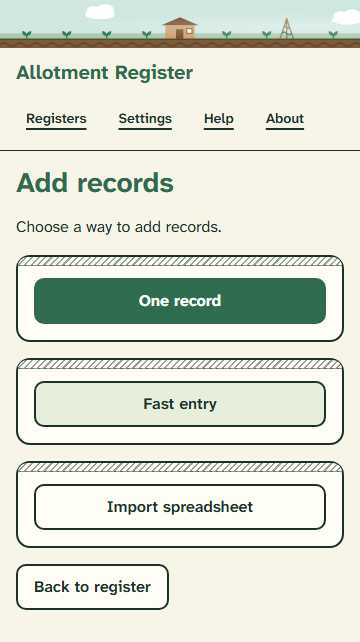 Allotment Register
Registers Settings Help About
Add records
Choose a way to add records.
One record
Fast entry
Import spreadsheet
Back to register